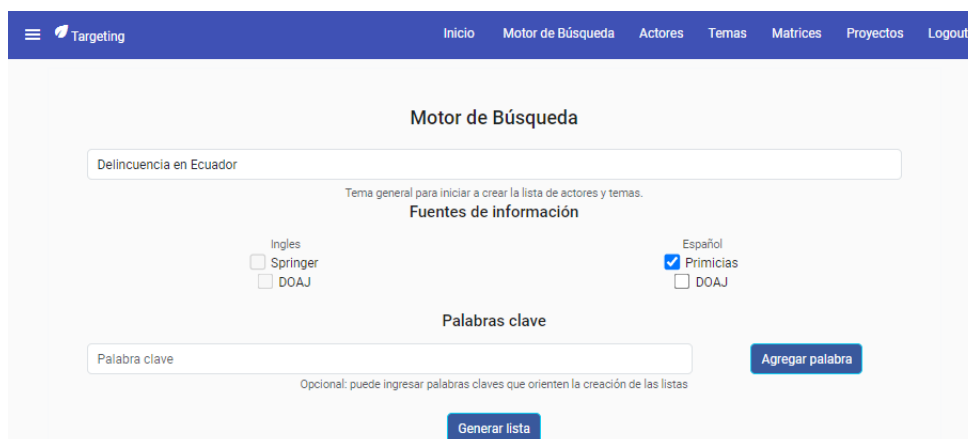 Targeting Inicio Motor de Búsqueda Actores Temas Matrices Proyectos Logout
Motor de Búsqueda
Delincuencia en Ecuador
Tema general para iniciar a crear la lista de actores y temas.
Fuentes de información
Ingles Español
Springer Primicias
DOAJ DOAJ
Palabras clave
Palabra clave Agregar palabra
Opcional: puede ingresar palabras claves que orienten la creación de las listas
Generar lista